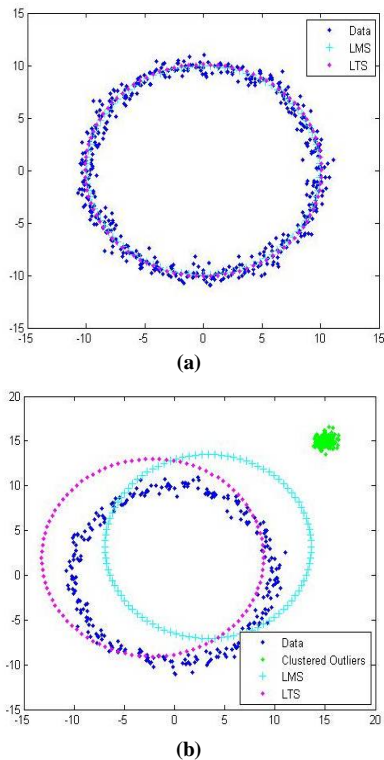 15
10
5
0
-5
-10
-15
-15 -10 -5 0 5 10 15
Data
LMS
LTS
(a)
20
15
10
5
0
-5
-10
-15
-15 -10 -5 0 5 10 15 20
Data
Clustered Outliers
LMS
LTS
(b)